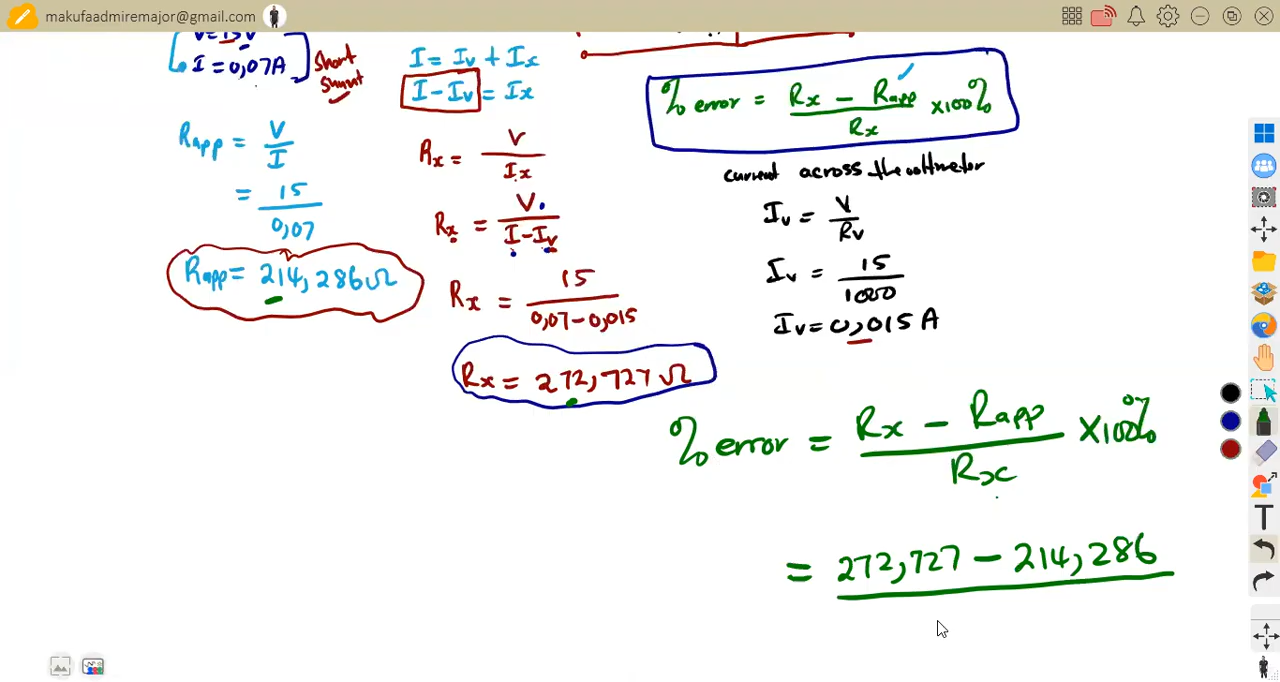 makufaadmiremajor@gmail.com
V=15V
I=0,07A
Short
Shunt
Rapp = V/I
= 15/0,07
Rapp= 214,286Ω
I = Iv + Ix
I-Iv = Ix
Rx = V/Ix
Rx = V/I-Iv
Rx = 15/0,07-0,015
Rx = 272,727Ω
% error = Rx - Rapp/Rx x100%
current across the voltmeter
Iv = V/Rv
Iv = 15/1000
Iv=0,015A
% error = Rx - Rapp/Rx x100%
= 272,727 - 214,286
T